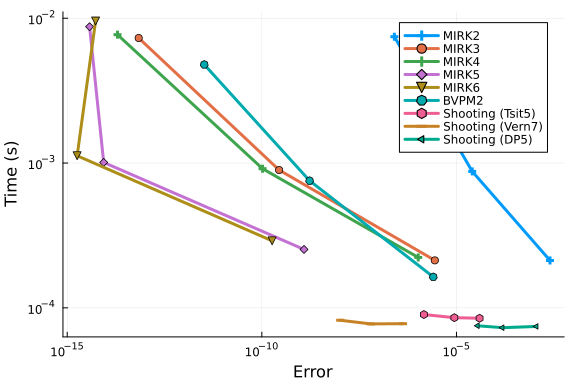 10⁻²
10⁻³
10⁻⁴
Time (s)
MIRK2
MIRK3
MIRK4
MIRK5
MIRK6
BVPM2
Shooting (Tsit5)
Shooting (Vern7)
Shooting (DP5)
10⁻¹⁵ 10⁻¹⁰ 10⁻⁵
Error